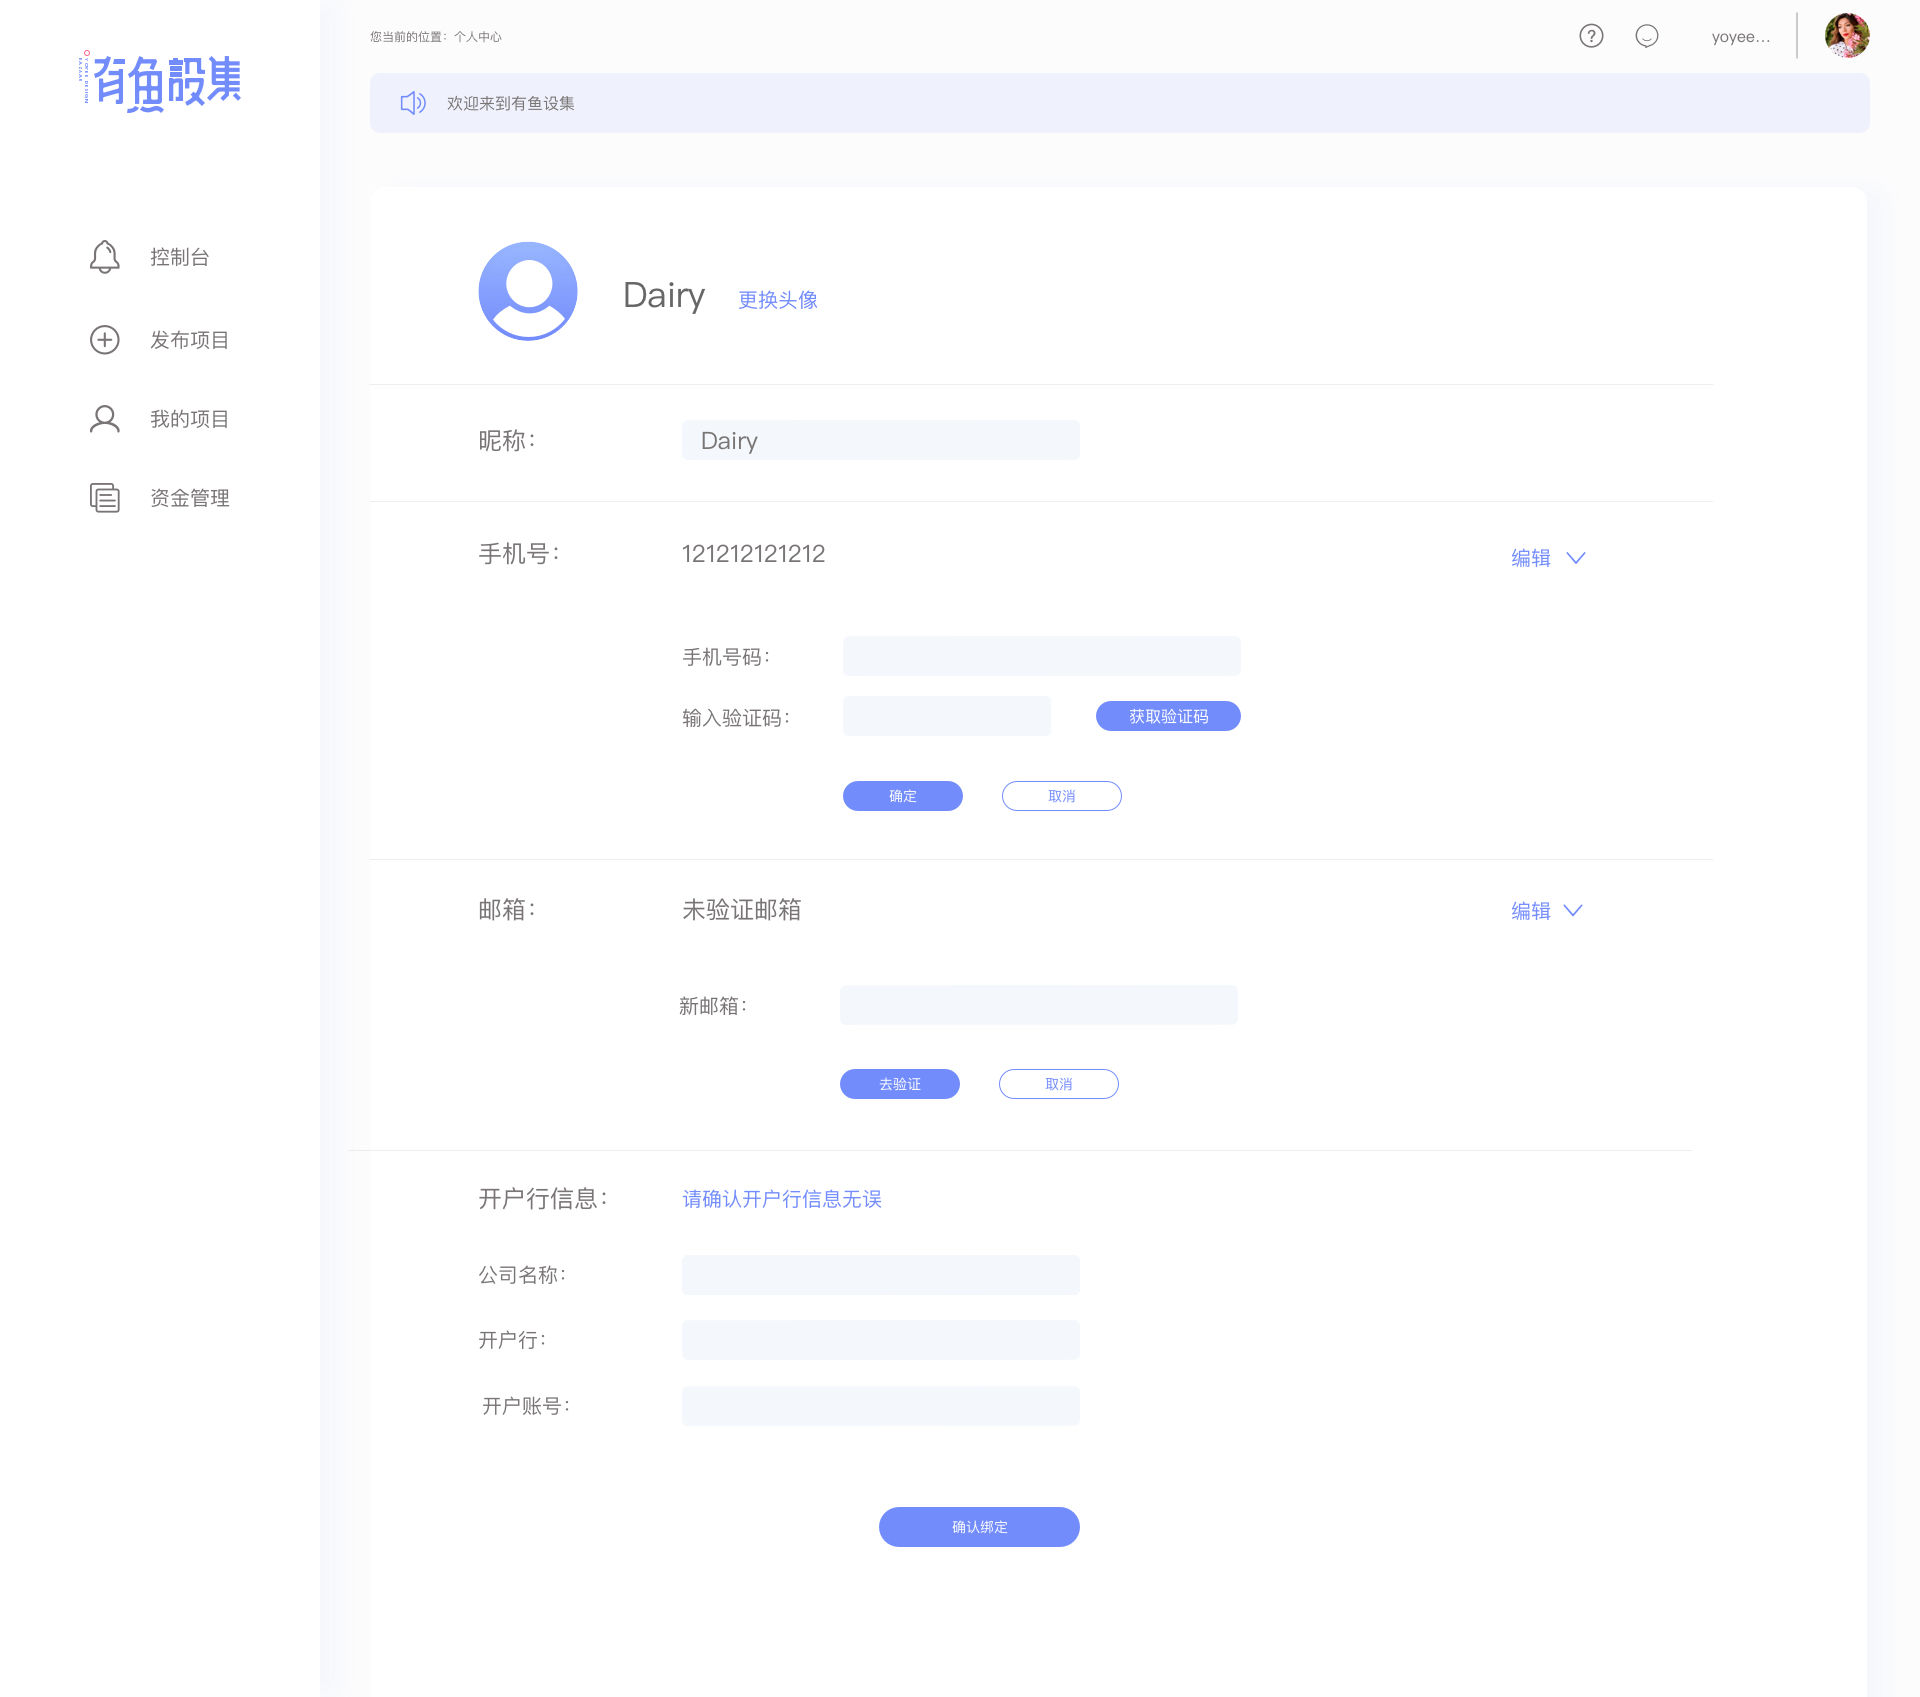 您当前的位置：个人中心
yoyee...
有魚設集
欢迎来到有鱼设集
控制台
发布项目
我的项目
资金管理
Dairy 更换头像
昵称： Dairy
手机号： 121212121212 编辑
手机号码：
输入验证码： 获取验证码
确定 取消
邮箱： 未验证邮箱 编辑
新邮箱：
去验证 取消
开户行信息： 请确认开户行信息无误
公司名称：
开户行：
开户账号：
确认绑定